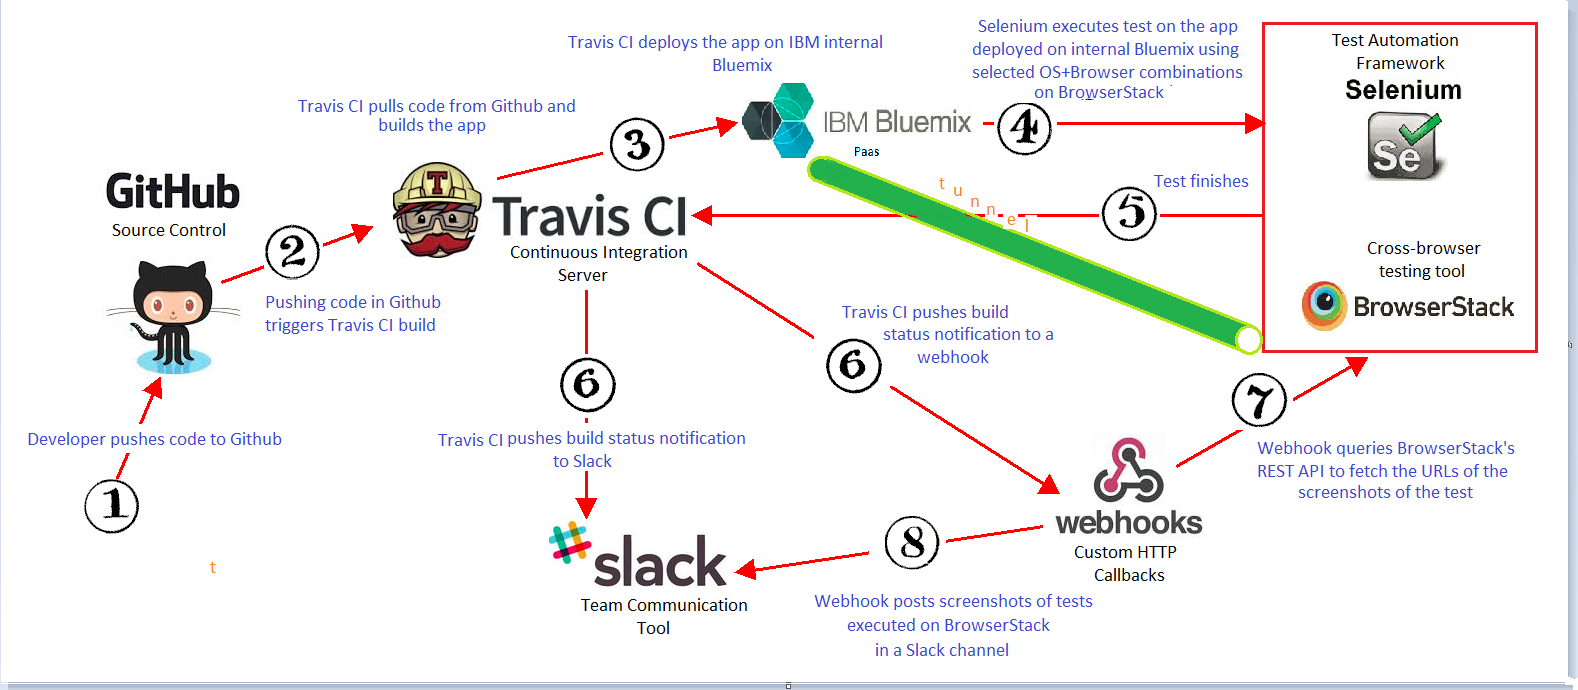 Travis CI deploys the app on IBM internal
Bluemix
Selenium executes test on the app
deployed on internal Bluemix using
selected OS+Browser combinations
on BrowserStack
Test Automation
Framework
Selenium
Se
Travis CI pulls code from Github and
builds the app
3
IBM Bluemix
Paas
4
GitHub
Source Control
T
Travis CI
Continuous Integration
Server
tunnel
5
Test finishes
2
Cross-browser
testing tool
BrowserStack
Pushing code in Github
triggers Travis CI build
Travis CI pushes build
status notification to a
webhook
6
6
7
Developer pushes code to Github
1
Travis CI pushes build status notification
to Slack
Webhook queries BrowserStack's
REST API to fetch the URLs of the
screenshots of the test
webhooks
Custom HTTP
Callbacks
8
slack
Team Communication
Tool
t
Webhook posts screenshots of tests
executed on BrowserStack
in a Slack channel